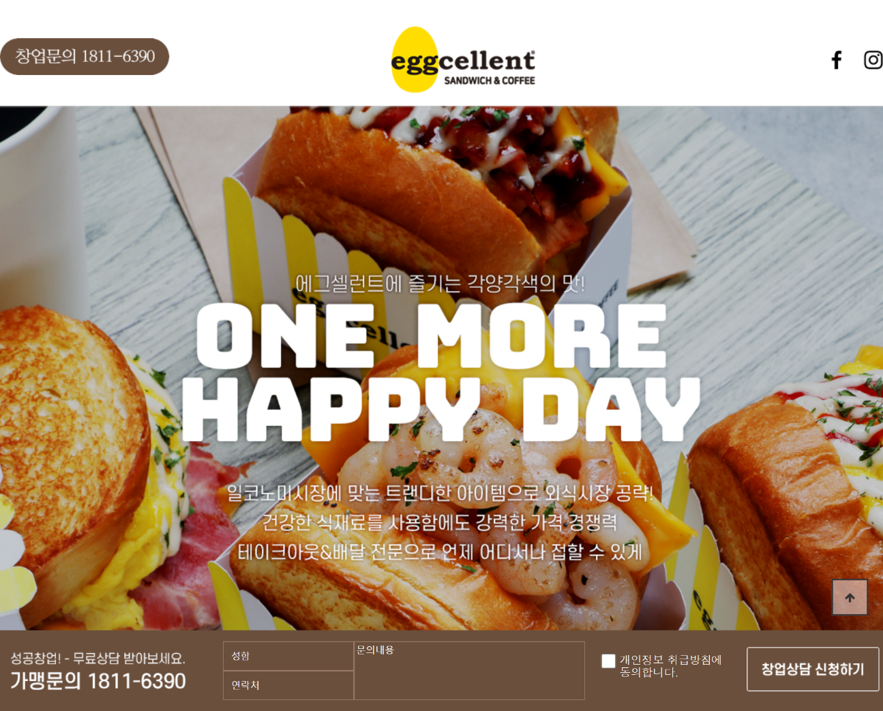 창업문의 1811-6390
eggcellent
SANDWICH & COFFEE
에그셀런트에 즐기는 각양각색의 맛!
ONE MORE
HAPPY DAY
일코노미시장에 맞는 트랜디한 아이템으로 외식시장 공략!
건강한 식재료를 사용함에도 강력한 가격 경쟁력
테이크아웃&배달 전문으로 언제 어디서나 접할 수 있게
성공창업! - 무료상담 받아보세요.
가맹문의 1811-6390
성함
연락처
문의내용
개인정보 취급방침에
동의합니다.
창업상담 신청하기